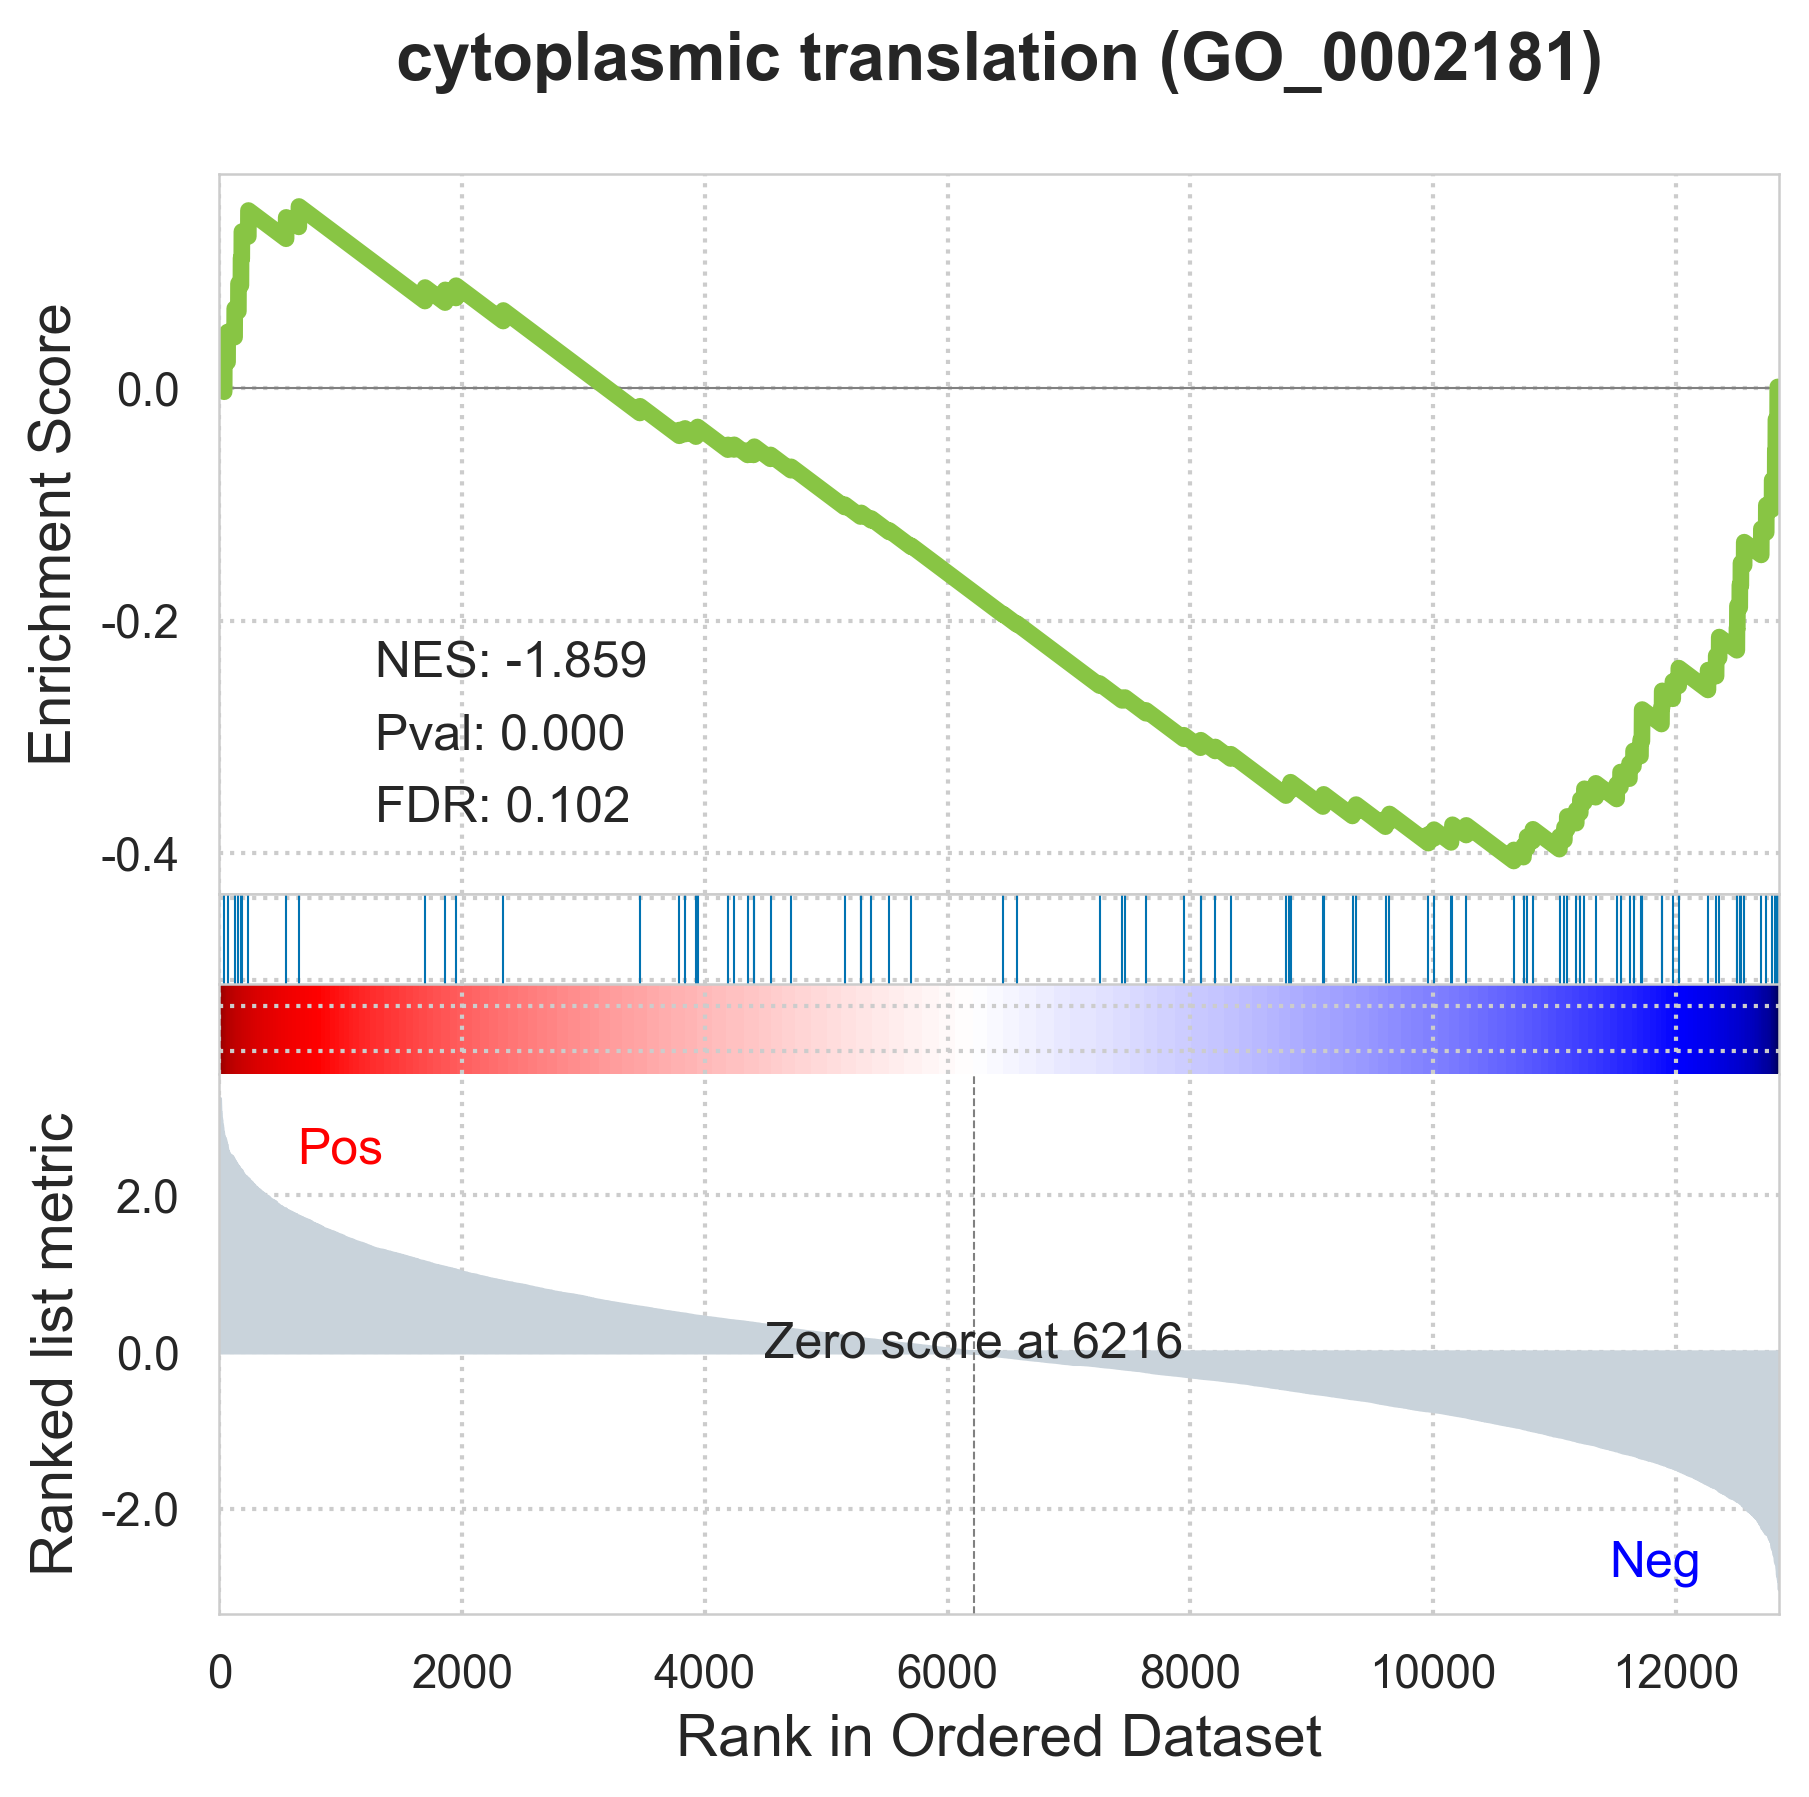 cytoplasmic translation (GO_0002181)
Enrichment Score
0.0
-0.2
-0.4
NES: -1.859
Pval: 0.000
FDR: 0.102
Ranked list metric
2.0
0.0
-2.0
Pos
Zero score at 6216
Neg
0 2000 4000 6000 8000 10000 12000
Rank in Ordered Dataset